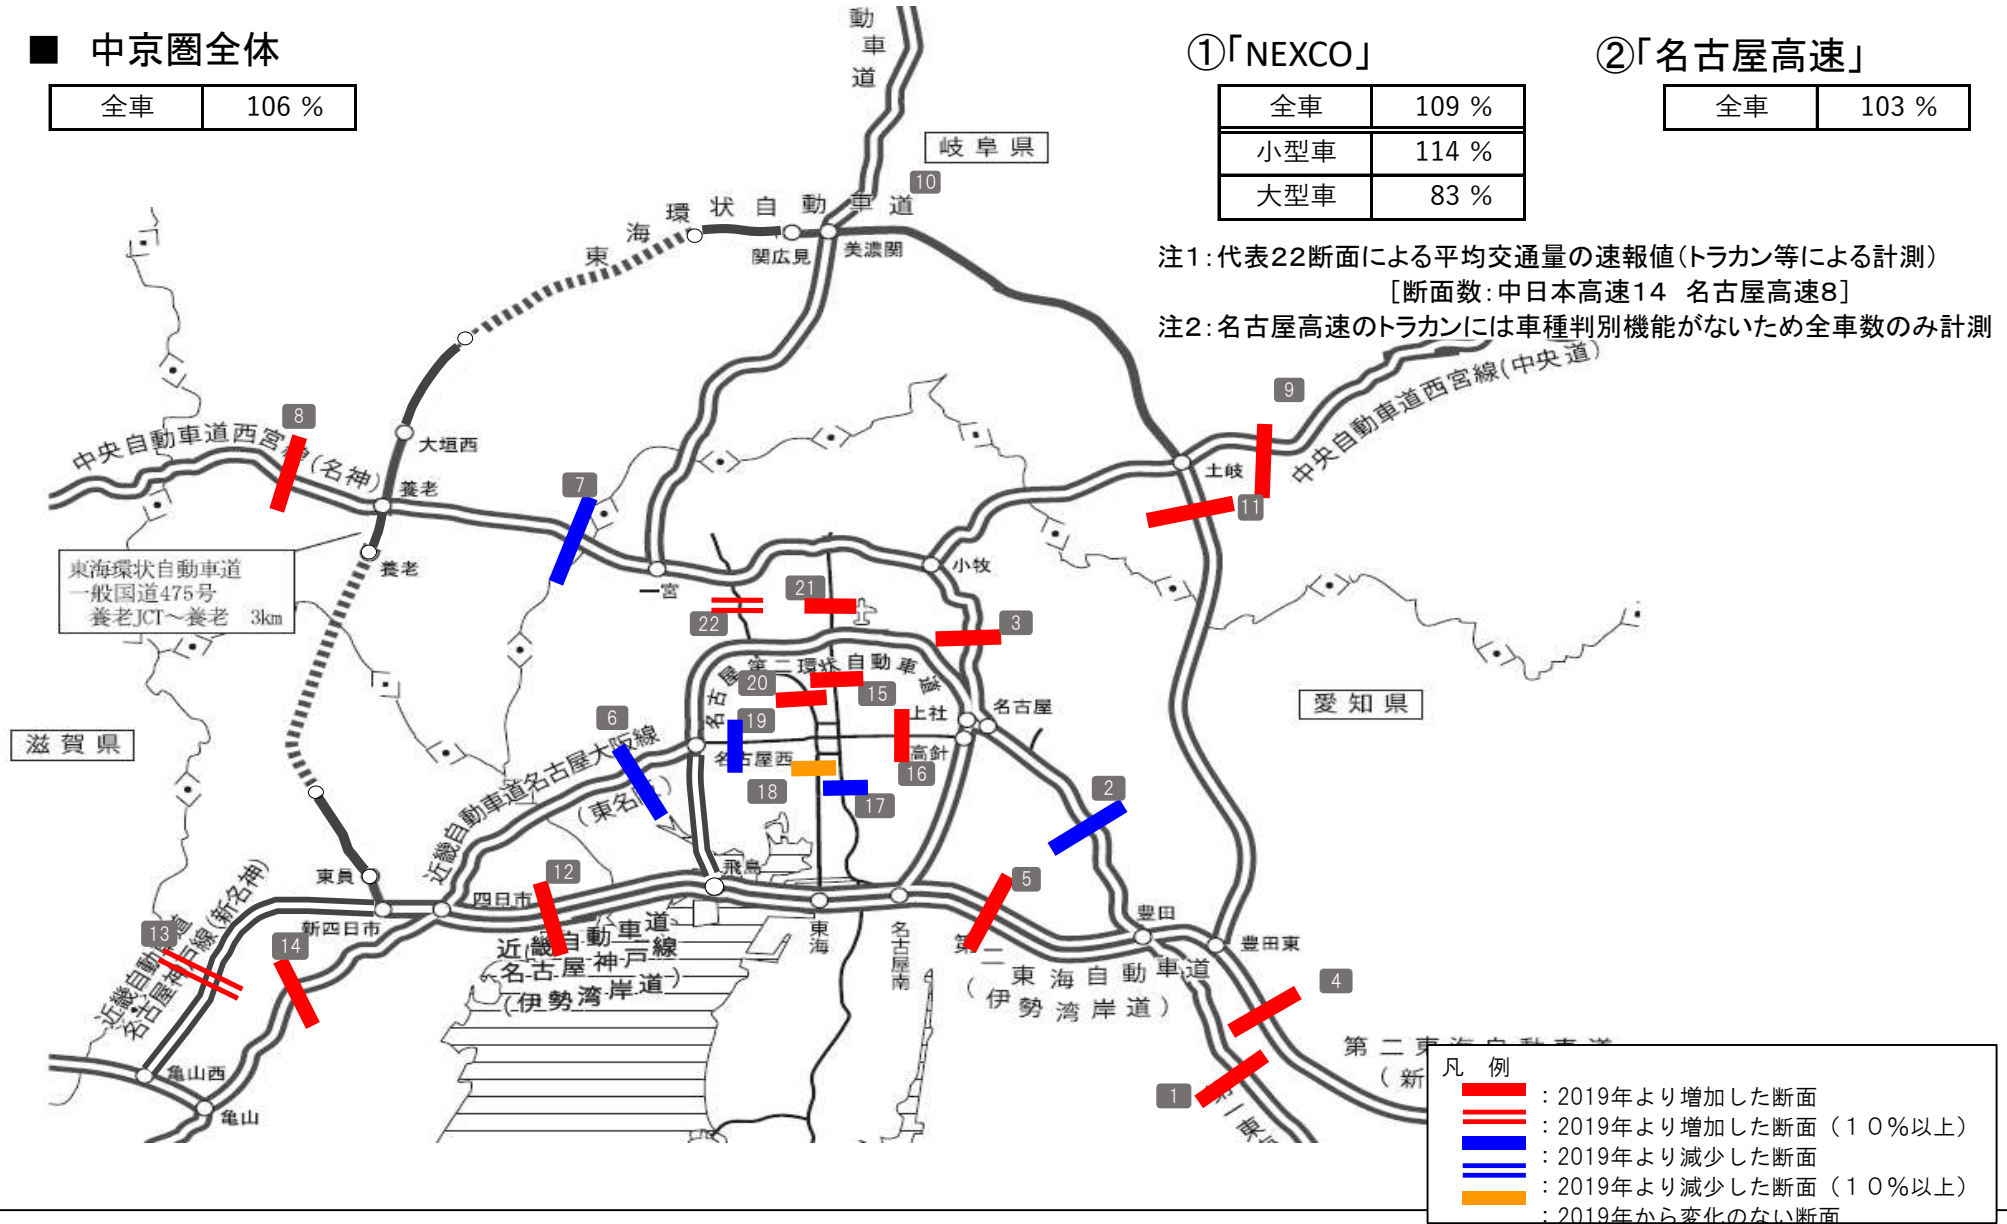 ■ 中京圏全体
全車 106 %
①「NEXCO」
全車 109 %
小型車 114 %
大型車 83 %
②「名古屋高速」
全車 103 %
注1：代表22断面による平均交通量の速報値（トラカン等による計測）
［断面数：中日本高速14 名古屋高速8］
注2：名古屋高速のトラカンには車種判別機能がないため全車数のみ計測
動車道
岐阜県
10
東海環状自動車道
関広見
美濃関
9
中央自動車道西宮線(中央道)
8
中央自動車道西宮線(名神)
大垣西
養老
7
土岐
11
養老
東海環状自動車道
一般国道475号
養老JCT～養老 3km
一宮
小牧
21
22
3
名古屋第二環状自動車道
20
15
19
上社
名古屋
愛知県
滋賀県
6
近畿自動車道名古屋大阪線
(東名阪)
名古屋西
高針
16
18
17
2
飛島
東員
12
5
四日市
新四日市
東海
名古屋南
豊田
豊田東
13
14
近畿自動車道
名古屋神戸線(新名神)
近畿自動車道
名古屋神戸線
(伊勢湾岸道)
第二東海自動車道
(伊勢湾岸道)
4
1
亀山西
亀山
第二東海自動車道
(新
第一東
凡 例
：2019年より増加した断面
：2019年より増加した断面（１０％以上）
：2019年より減少した断面
：2019年より減少した断面（１０％以上）
：2019年から変化のない断面